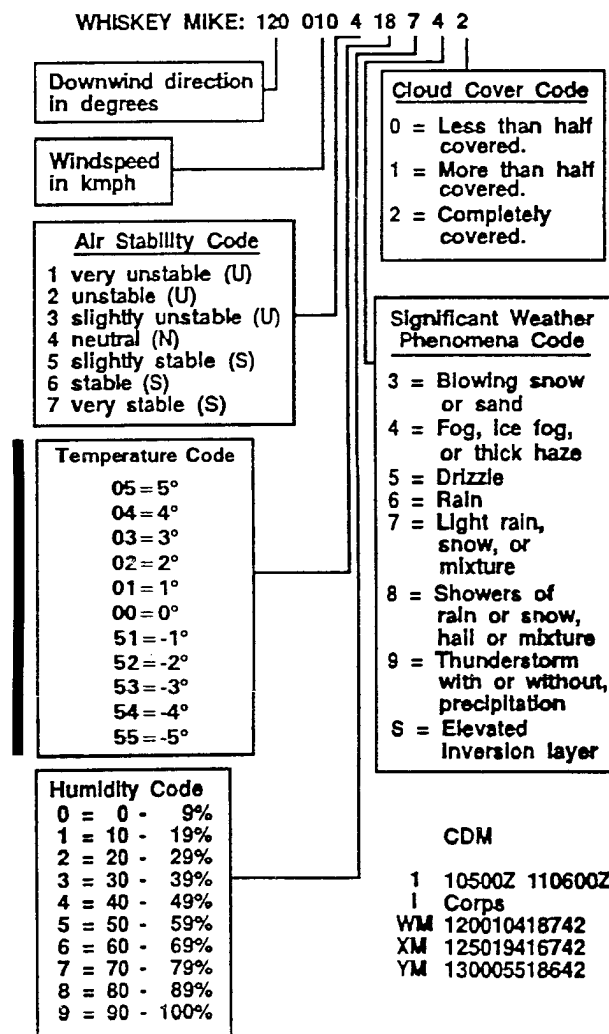 WHISKEY MIKE: 120 010 4 18 7 4 2
Downwind direction
in degrees
Windspeed
in kmph
Air Stability Code
1 very unstable (U)
2 unstable (U)
3 slightly unstable (U)
4 neutral (N)
5 slightly stable (S)
6 stable (S)
7 very stable (S)
Temperature Code
05 = 5°
04 = 4°
03 = 3°
02 = 2°
01 = 1°
00 = 0°
51 = -1°
52 = -2°
53 = -3°
54 = -4°
55 = -5°
Humidity Code
0 = 0 - 9%
1 = 10 - 19%
2 = 20 - 29%
3 = 30 - 39%
4 = 40 - 49%
5 = 50 - 59%
6 = 60 - 69%
7 = 70 - 79%
8 = 80 - 89%
9 = 90 - 100%
Cloud Cover Code
0 = Less than half
covered.
1 = More than half
covered.
2 = Completely
covered.
Significant Weather
Phenomena Code
3 = Blowing snow
or sand
4 = Fog, ice fog,
or thick haze
5 = Drizzle
6 = Rain
7 = Light rain,
snow, or
mixture
8 = Showers of
rain or snow,
hail or mixture
9 = Thunderstorm
with or without,
precipitation
S = Elevated
inversion layer
CDM
1 10500Z 110600Z
I Corps
WM 120010418742
XM 125019416742
YM 130005518642